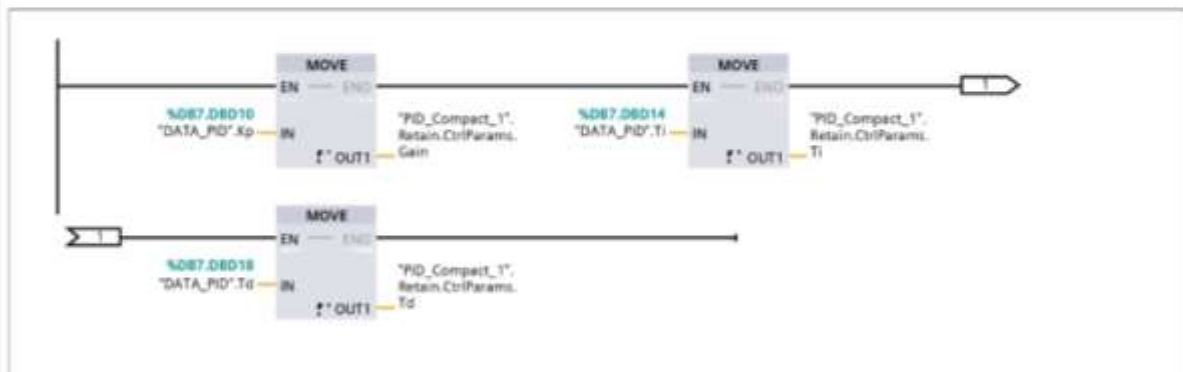 MOVE
EN ENO
%DB7.DBD10
"DATA_PID".Kp IN
OUT1
"PID_Compact_1".
Retain.CtrlParams.
Gain
MOVE
EN ENO
%DB7.DBD14
"DATA_PID".Ti IN
OUT1
"PID_Compact_1".
Retain.CtrlParams.
Ti
1
1
MOVE
EN ENO
%DB7.DBD18
"DATA_PID".Td IN
OUT1
"PID_Compact_1".
Retain.CtrlParams.
Td